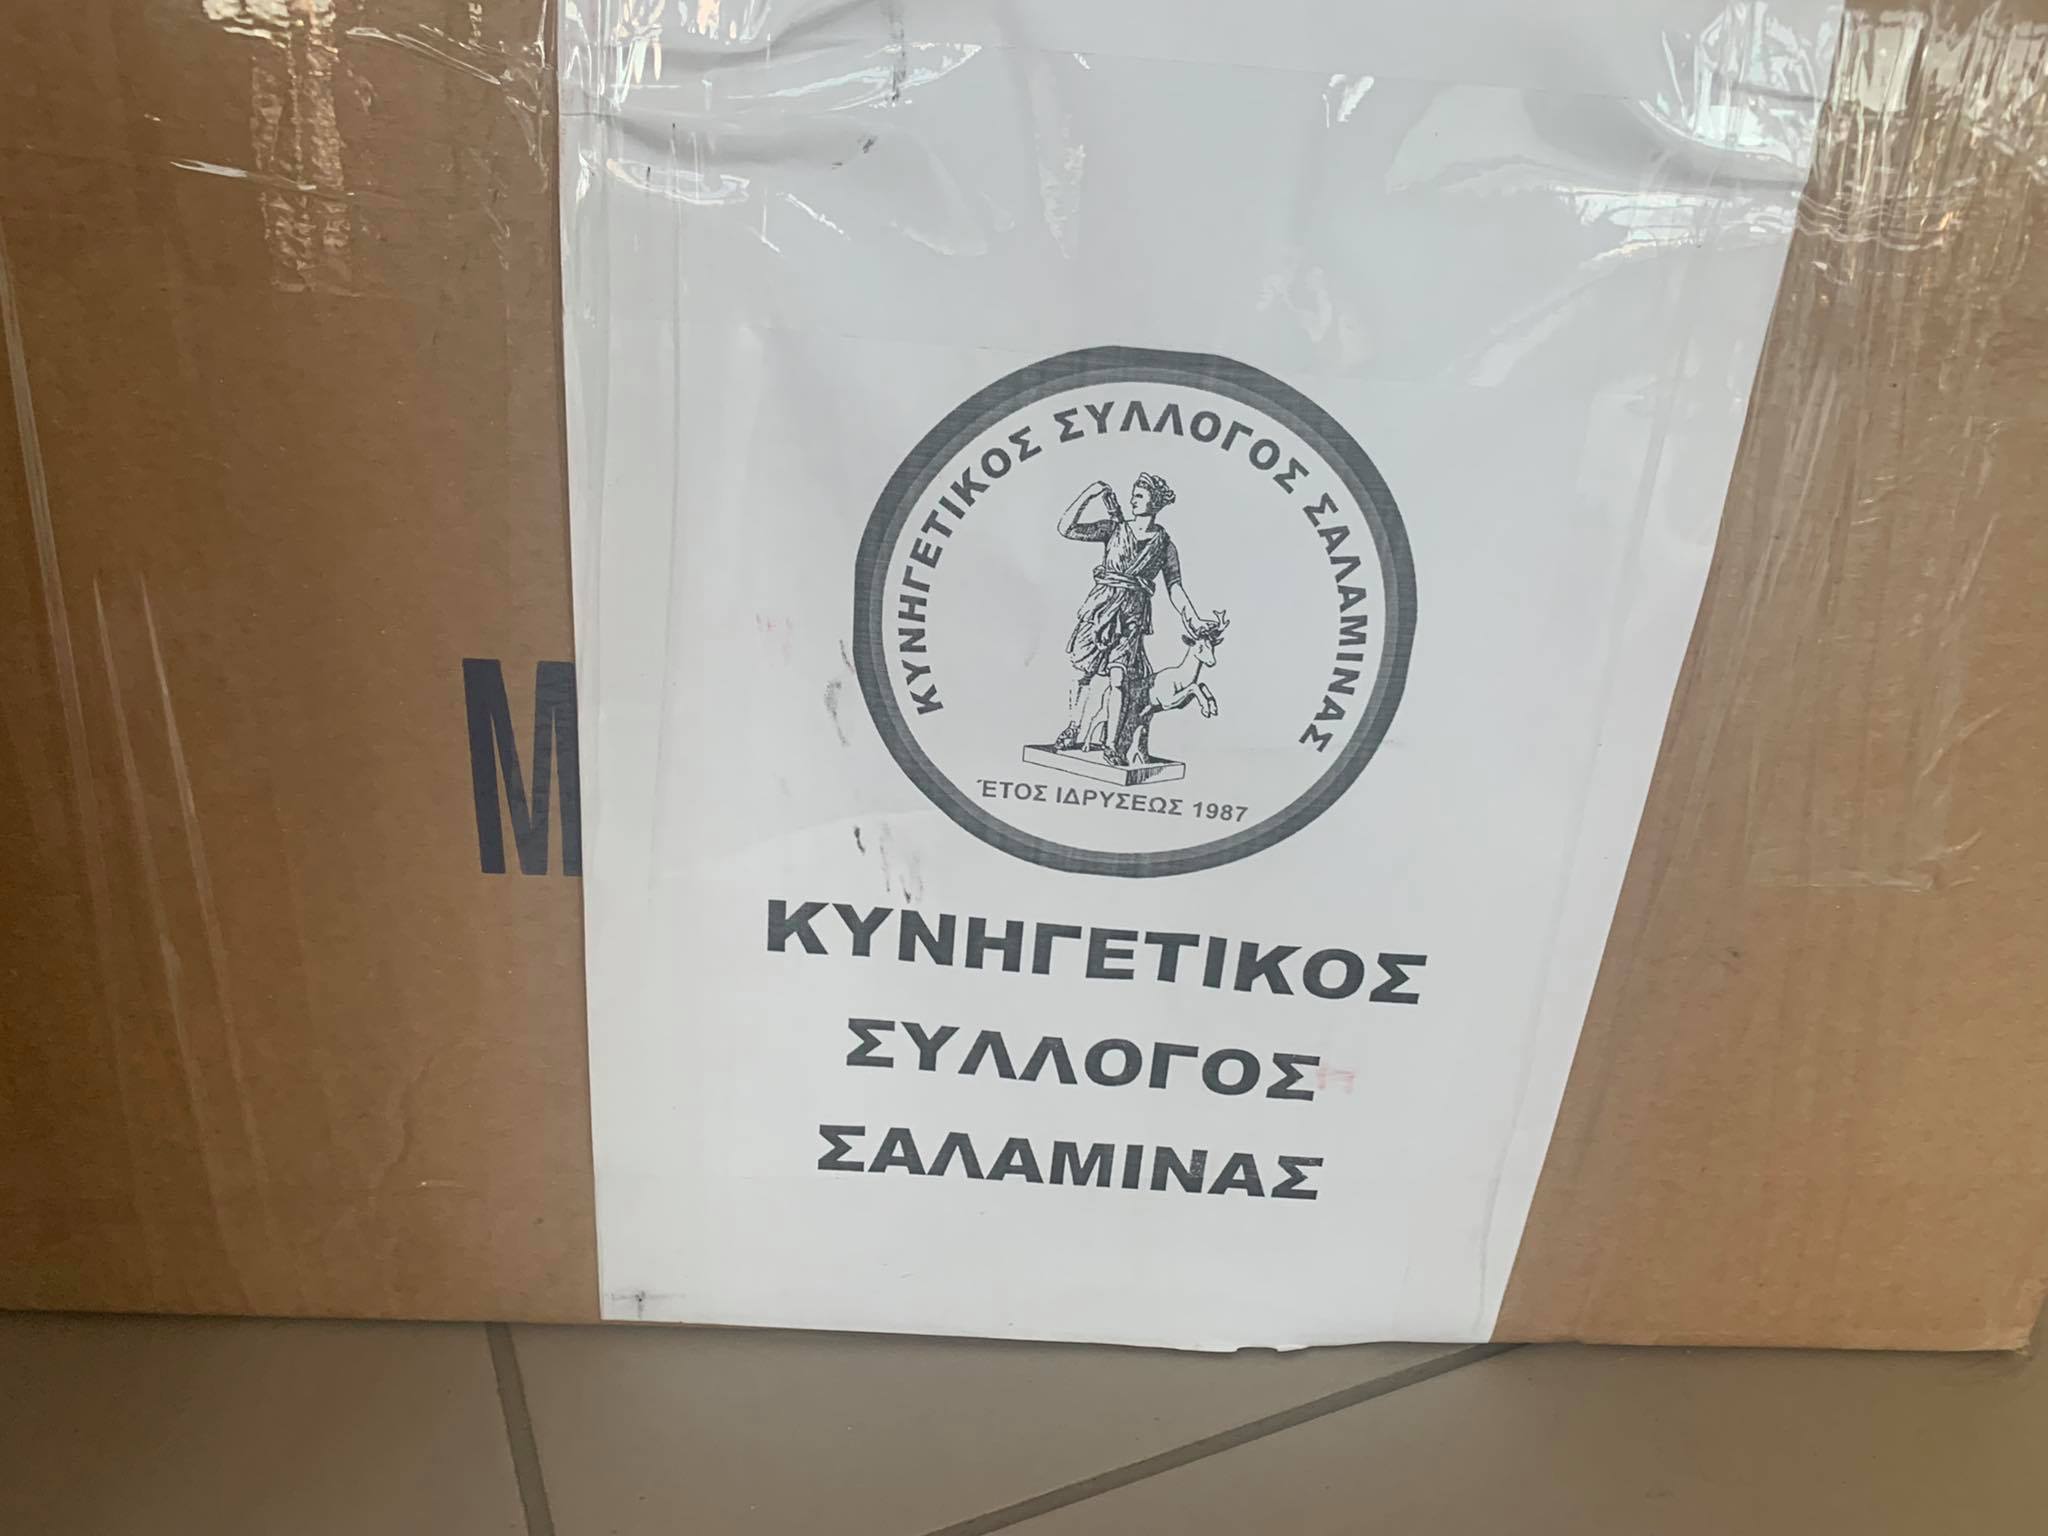 ΚΥΝΗΓΕΤΙΚΟΣ ΣΥΛΛΟΓΟΣ ΣΑΛΑΜΙΝΑΣ
ΈΤΟΣ ΙΔΡΥΣΕΩΣ 1987
M
ΚΥΝΗΓΕΤΙΚΟΣ
ΣΥΛΛΟΓΟΣ
ΣΑΛΑΜΙΝΑΣ